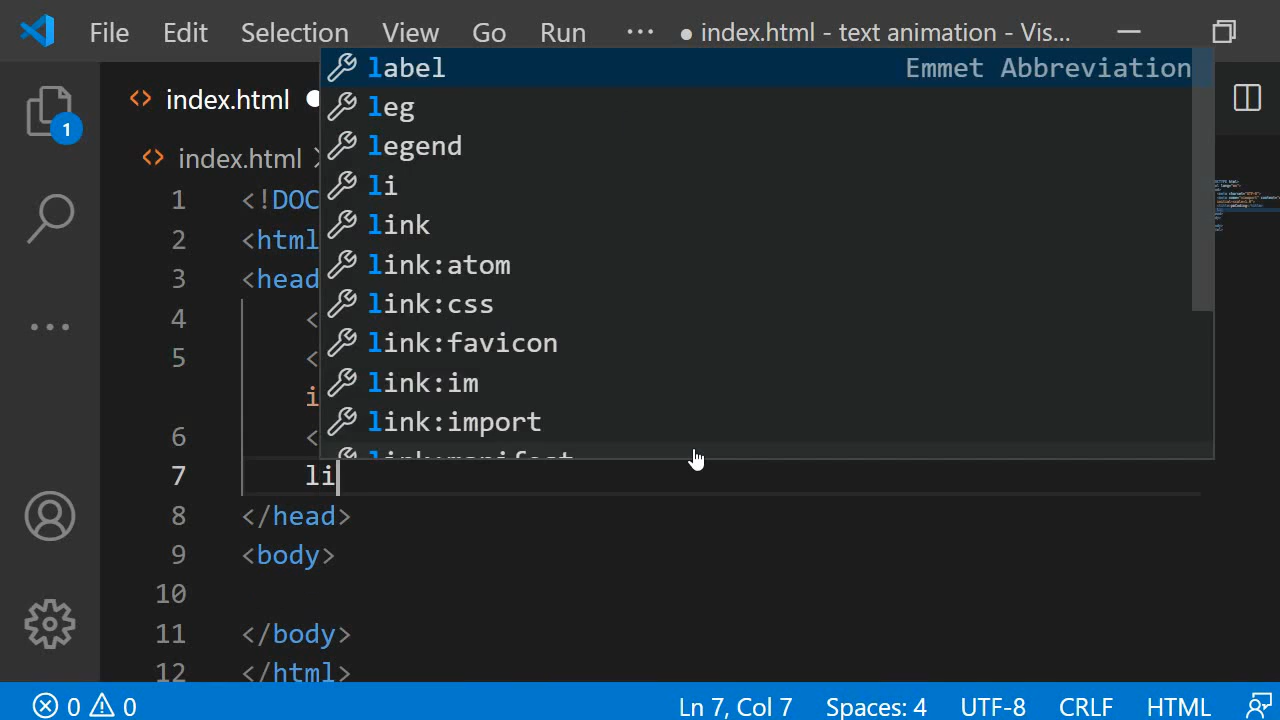 File Edit Selection View Go Run ··· ● index.html - text animation - Vis...
index.html
label Emmet Abbreviation
leg
legend
li
link
link:atom
link:css
link:favicon
link:im
link:import
link:manifest
1
index.html >
1 <!DOC
2 <html
3 <head
4 <
5 <
i
6 <
7 li
8 </head>
9 <body>
10
11 </body>
12 </html>
0 0 Ln 7, Col 7 Spaces: 4 UTF-8 CRLF HTML